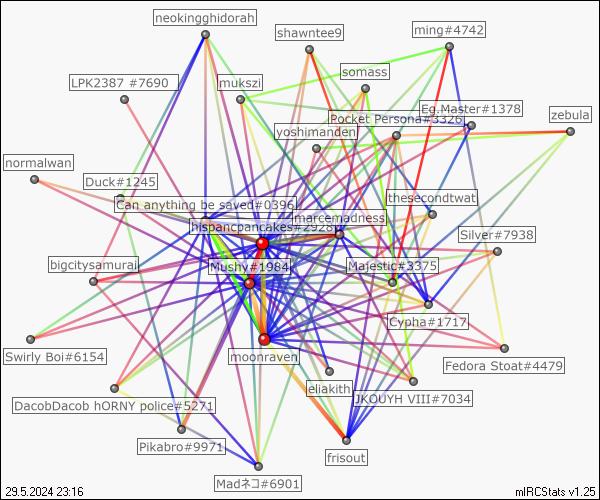 neokingghidorah
shawntee9
ming#4742
LPK2387 #7690
mukszi
somass
Eg.Master#1378
Pocket Persona#3326
zebula
yoshimanden
normalwan
Duck#1245
thesecondtwat
Can anything be saved#0396
marcemadness
hispancpancakes#2928
Silver#7938
bigcitysamurai
Mushy#1984
Majestic#3375
Cypha#1717
Swirly Boi#6154
moonraven
Fedora Stoat#4479
eliakith
JKOUYH VIII#7034
DacobDacob hORNY police#5271
Pikabro#9971
frisout
Madネコ#6901
29.5.2024 23:16
mIRCStats v1.25